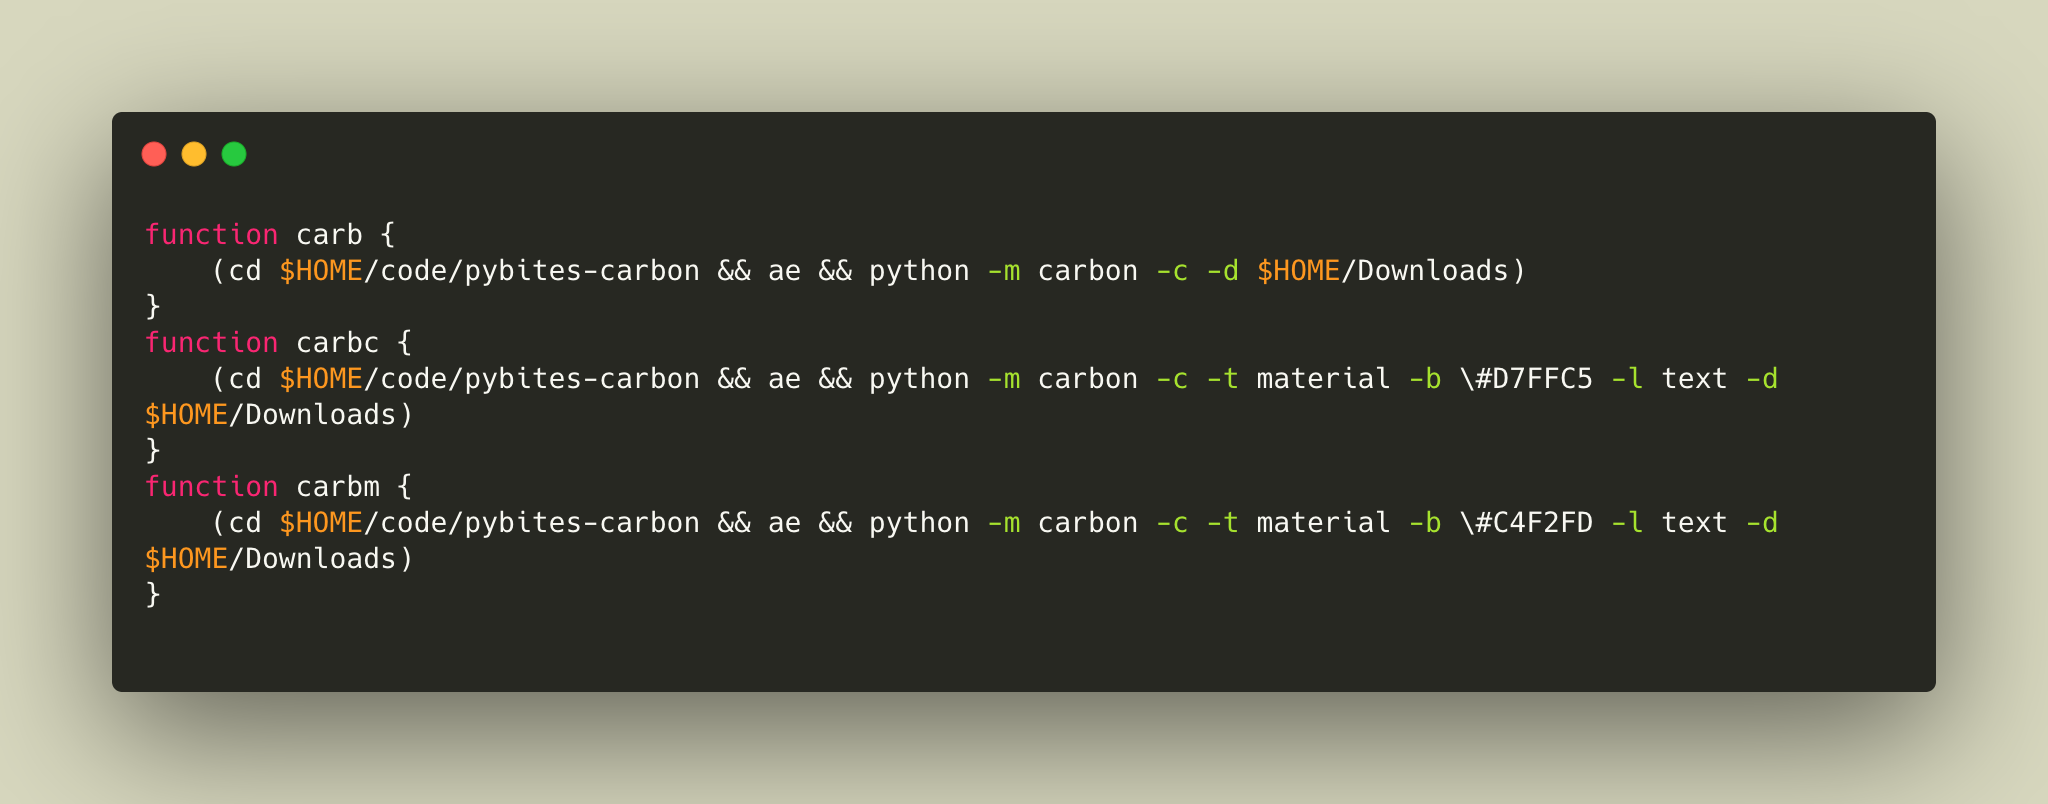 function carb {
    (cd $HOME/code/pybites-carbon && ae && python -m carbon -c -d $HOME/Downloads)
}
function carbc {
    (cd $HOME/code/pybites-carbon && ae && python -m carbon -c -t material -b \#D7FFC5 -l text -d
$HOME/Downloads)
}
function carbm {
    (cd $HOME/code/pybites-carbon && ae && python -m carbon -c -t material -b \#C4F2FD -l text -d
$HOME/Downloads)
}